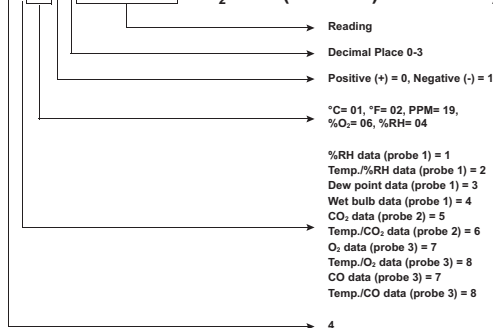 Reading
Decimal Place 0-3
Positive (+) = 0, Negative (-) = 1
°C= 01, °F= 02, PPM= 19,
%O₂= 06, %RH= 04
%RH data (probe 1) = 1
Temp./%RH data (probe 1) = 2
Dew point data (probe 1) = 3
Wet bulb data (probe 1) = 4
CO₂ data (probe 2) = 5
Temp./CO₂ data (probe 2) = 6
O₂ data (probe 3) = 7
Temp./O₂ data (probe 3) = 8
CO data (probe 3) = 7
Temp./CO data (probe 3) = 8
4